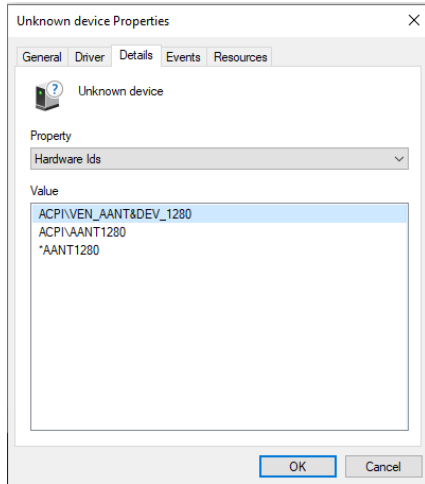 Unknown device Properties
General Driver Details Events Resources
Unknown device
Property
Hardware Ids
Value
ACPI\VEN_AANT&DEV_1280
ACPI\AANT1280
*AANT1280
OK Cancel